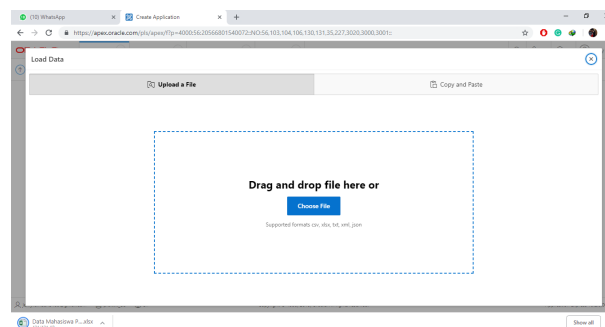 (10) WhatsApp
Create Application
https://apex.oracle.com/pls/apex/f?p=4000:56:20566801540072::NO:56,103,104,106,130,131,35,227,3020,3000,3001::
Load Data
Upload a File
Copy and Paste
Drag and drop file here or
Choose File
Supported formats csv, xlsx, txt, xml, json
Data Mahasiswa P....xlsx
Show all